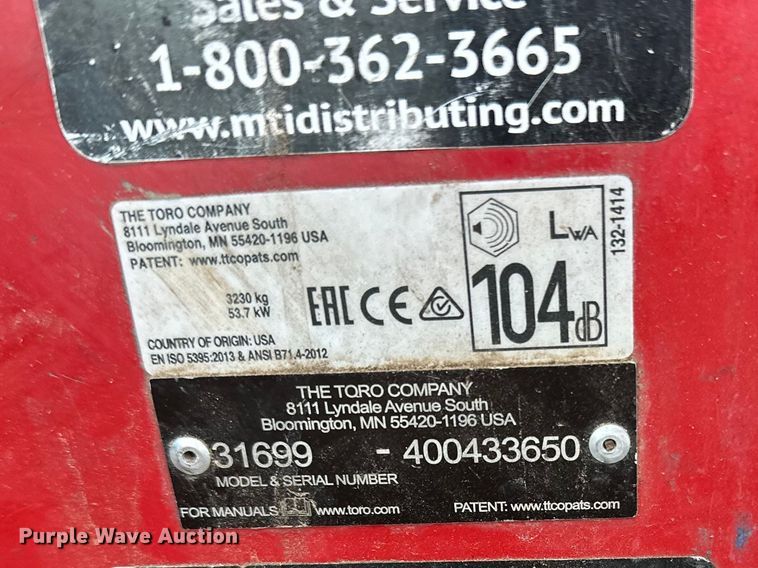 Sales & Service
1-800-362-3665
www.mtidistributing.com
THE TORO COMPANY
8111 Lyndale Avenue South
Bloomington, MN 55420-1196 USA
PATENT: www.ttcopats.com
3230 kg
53.7 kW
EAC CE
COUNTRY OF ORIGIN: USA
EN ISO 5395:2013 & ANSI B71.4-2012
LWA
104dB
132-1414
THE TORO COMPANY
8111 Lyndale Avenue South
Bloomington, MN 55420-1196 USA
31699 - 400433650
MODEL & SERIAL NUMBER
FOR MANUALS www.toro.com
PATENT: www.ttcopats.com
Purple Wave Auction